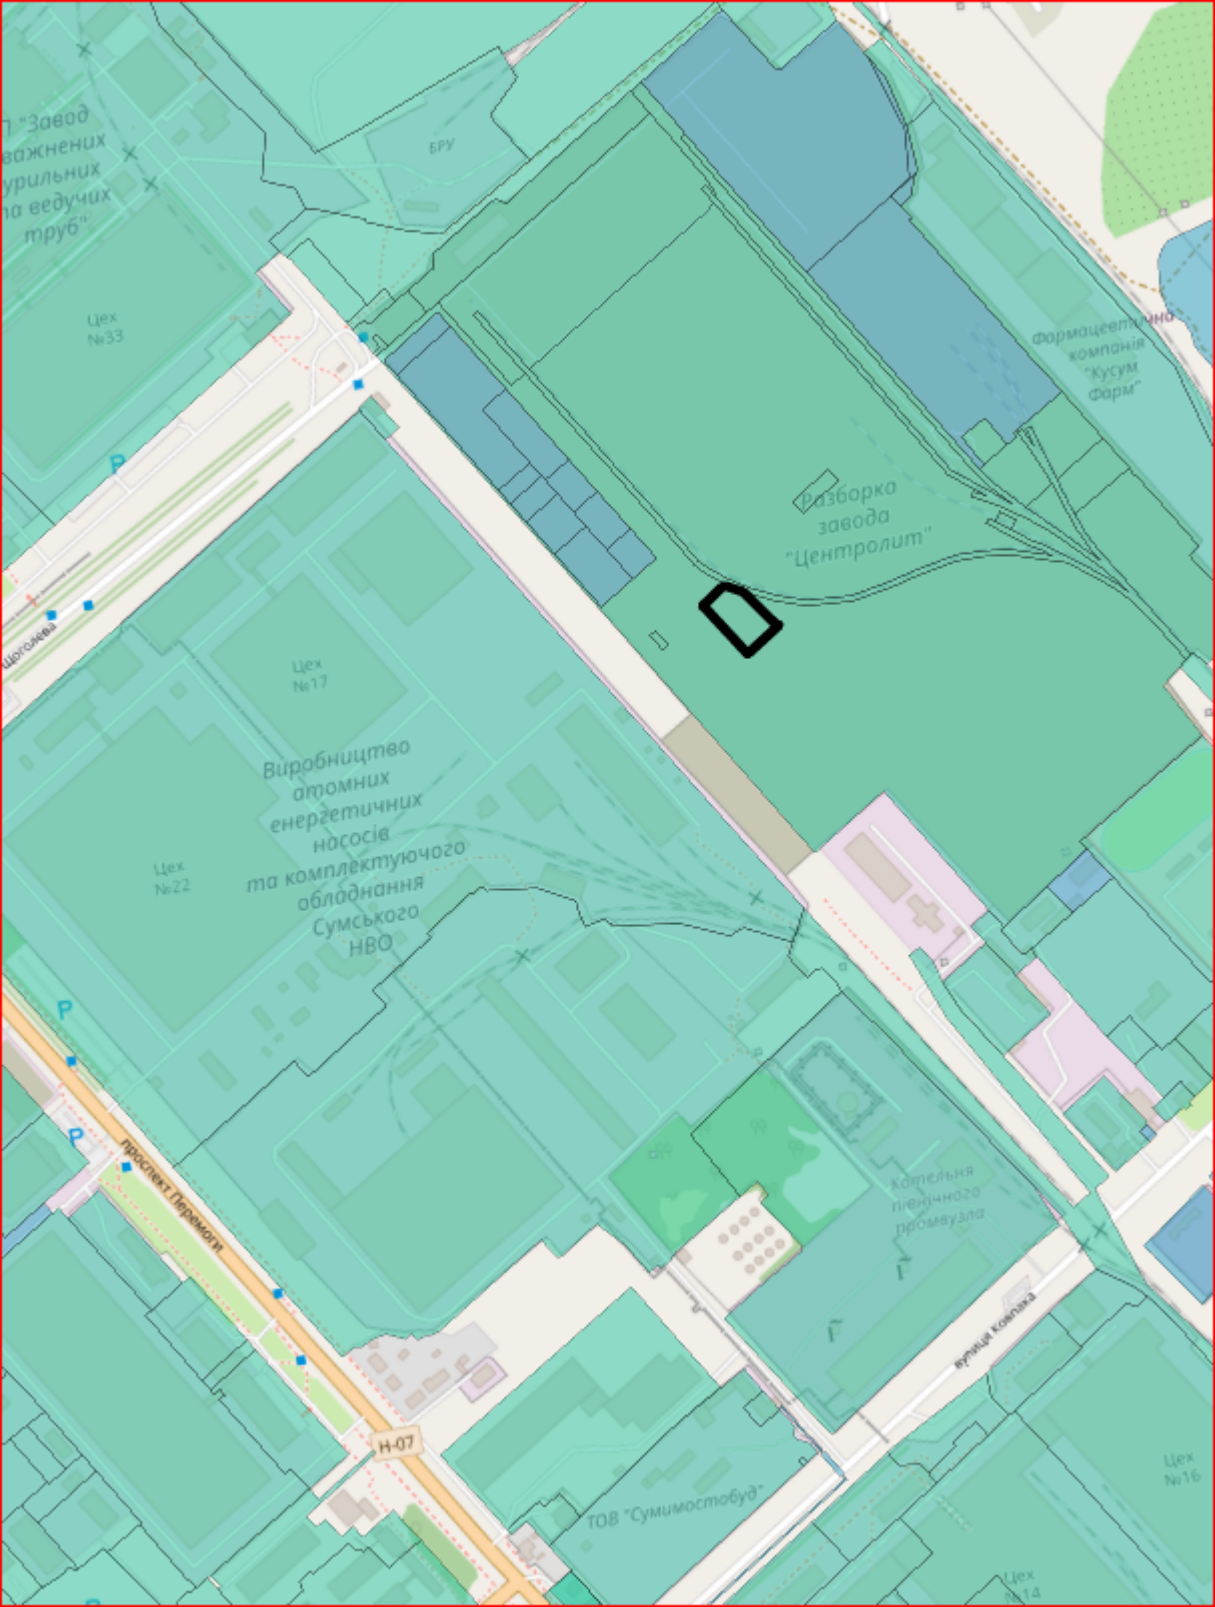 БРУ
П "Завод
важнених
урильних
та ведучих
труб"
Цех
№33
Фармацевтична
компанія
"Кусум
Фарм"
P
Разборка
завода
"Центролит"
Щоголєва
Цех
№17
Виробництво
атомних
енергетичних
насосів
та комплектуючого
обладнання
Сумського
НВО
Цех
№22
P
P
проспект Перемоги
Котельня
північного
промвузла
вулиця Ковпака
Н-07
Цех
№16
ТОВ "Сумимостобуд"
Цех
№14
P